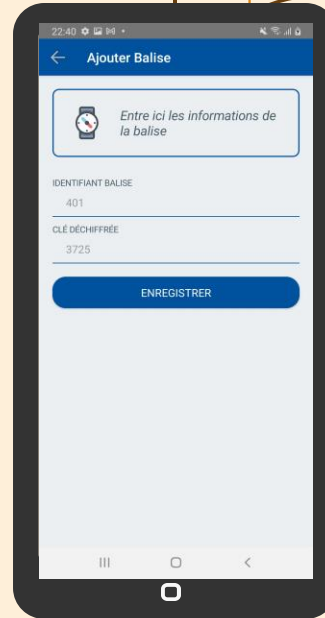 22:40
Ajouter Balise
Entre ici les informations de
la balise
IDENTIFIANT BALISE
401
CLÉ DÉCHIFFRÉE
3725
ENREGISTRER